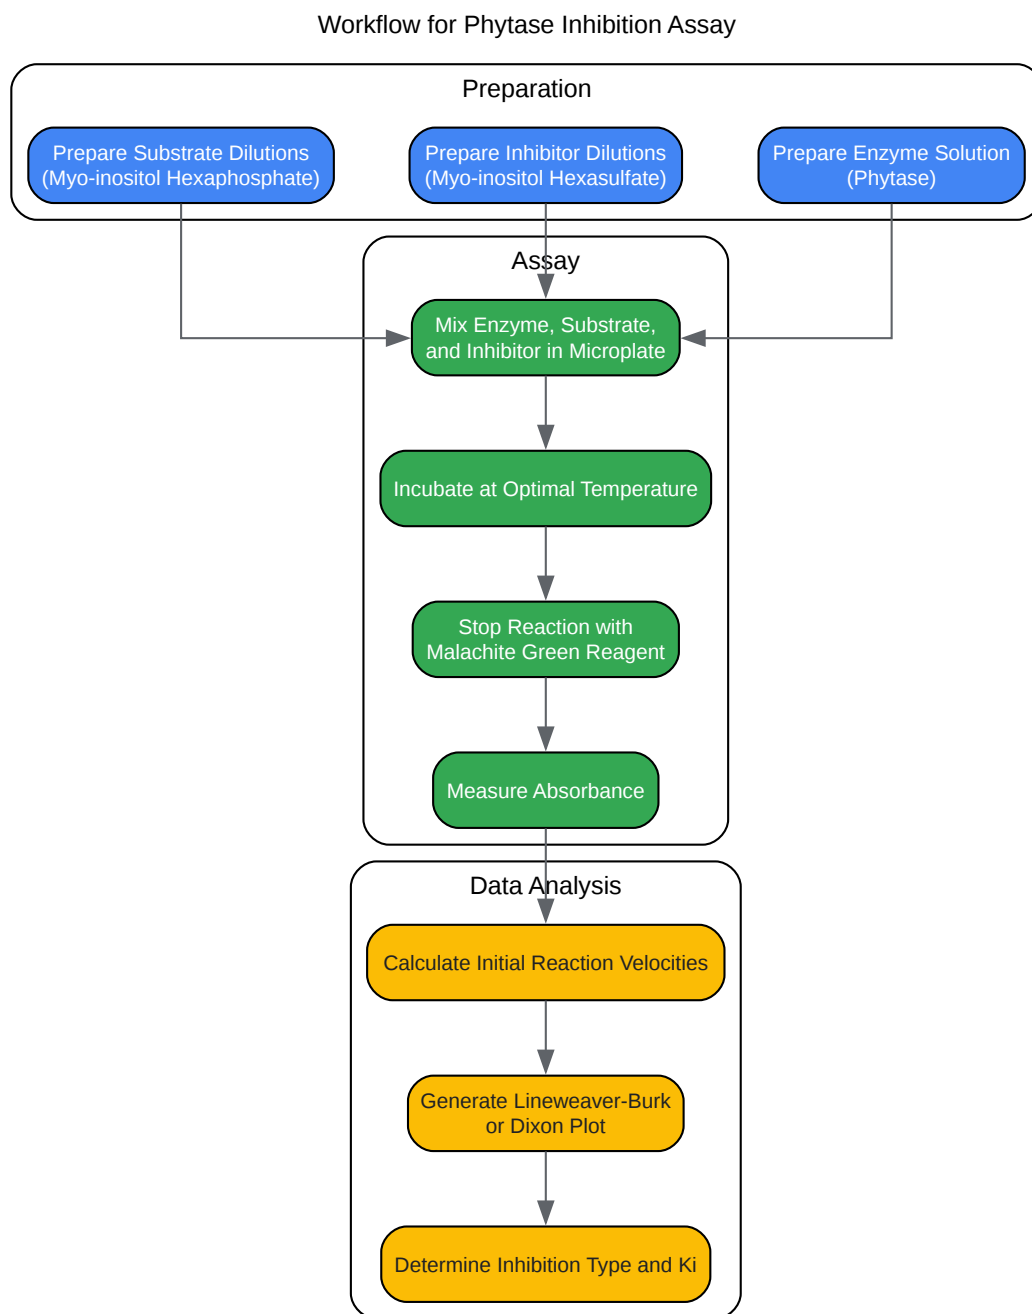 Workflow for Phytase Inhibition Assay
Preparation
Prepare Substrate Dilutions
(Myo-inositol Hexaphosphate)
Prepare Inhibitor Dilutions
(Myo-inositol Hexasulfate)
Prepare Enzyme Solution
(Phytase)
Assay
Mix Enzyme, Substrate,
and Inhibitor in Microplate
Incubate at Optimal Temperature
Stop Reaction with
Malachite Green Reagent
Measure Absorbance
Data Analysis
Calculate Initial Reaction Velocities
Generate Lineweaver-Burk
or Dixon Plot
Determine Inhibition Type and Ki